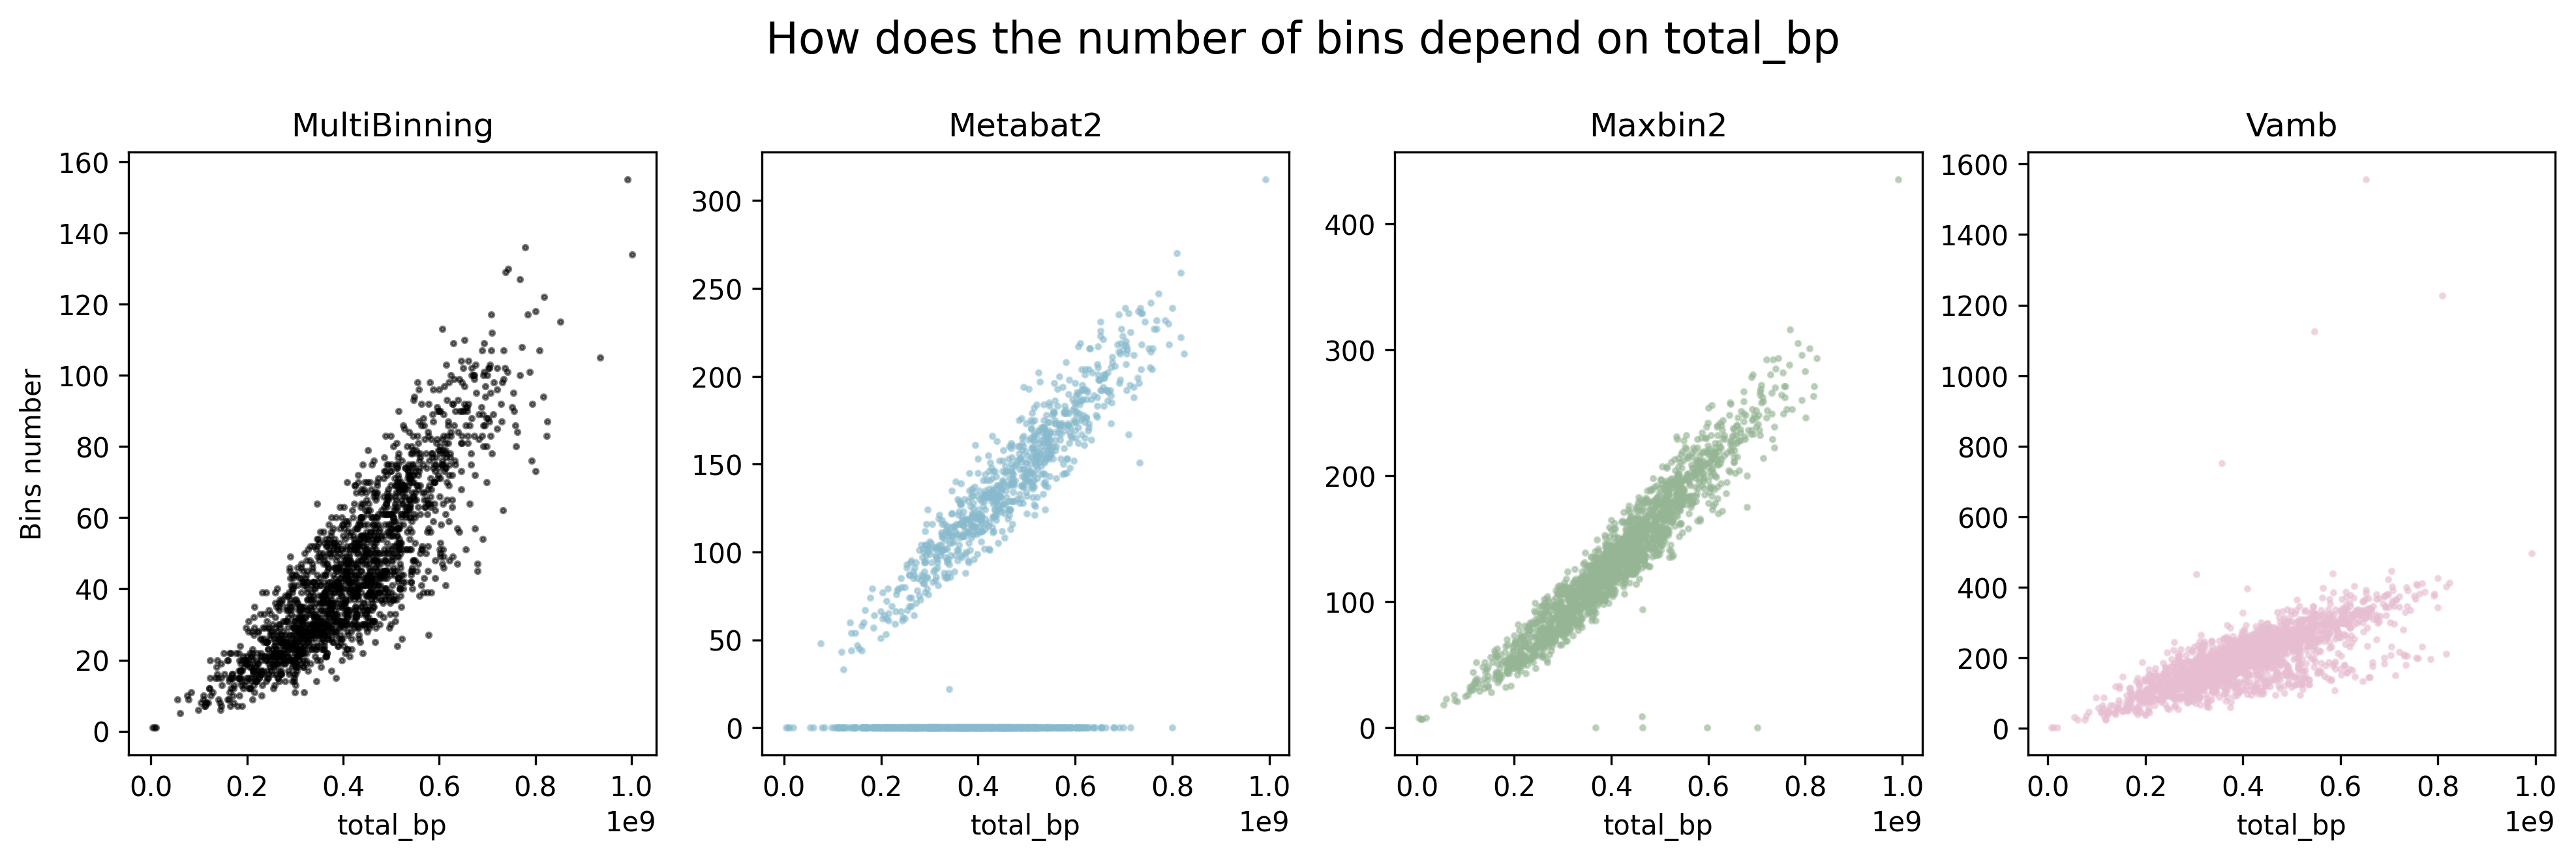 How does the number of bins depend on total_bp
MultiBinning
Metabat2
Maxbin2
Vamb
Bins number
160
140
120
100
80
60
40
20
0
0.0 0.2 0.4 0.6 0.8 1.0
total_bp
1e9
300
250
200
150
100
50
0
0.0 0.2 0.4 0.6 0.8 1.0
total_bp
1e9
400
300
200
100
0
0.0 0.2 0.4 0.6 0.8 1.0
total_bp
1e9
1600
1400
1200
1000
800
600
400
200
0
0.0 0.2 0.4 0.6 0.8 1.0
total_bp
1e9